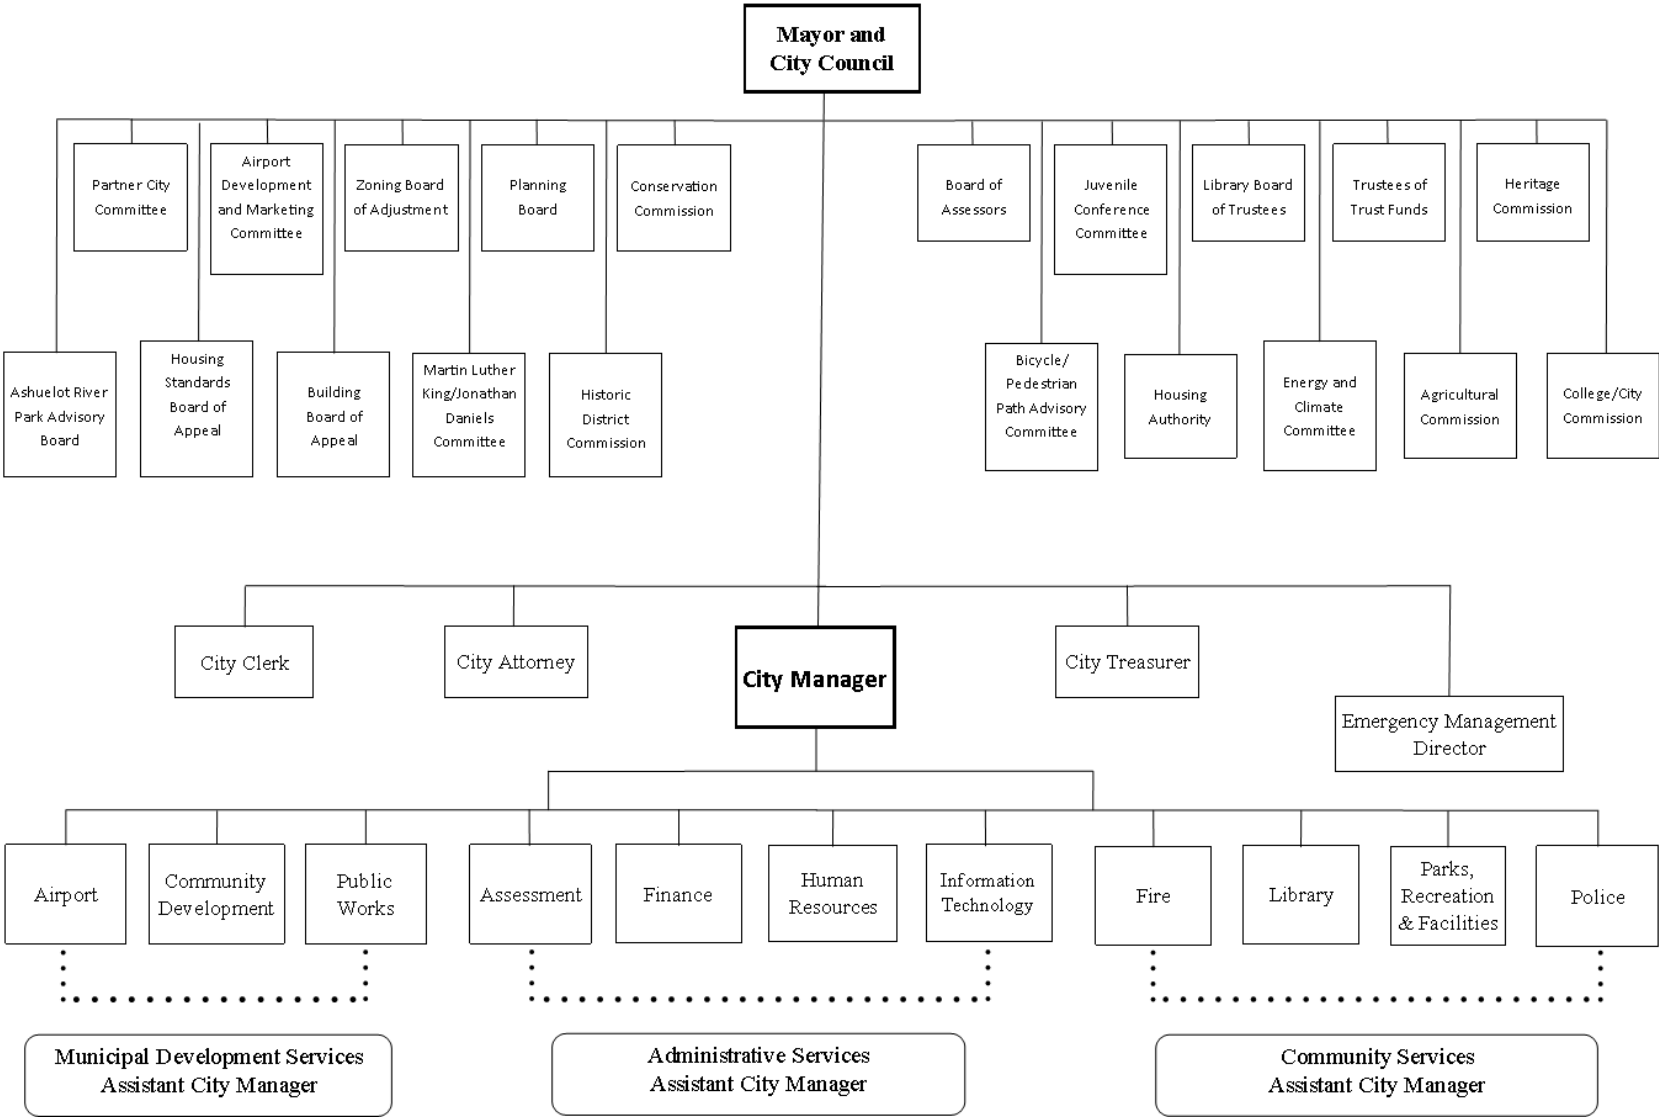 Mayor and
City Council
Partner City
Committee
Airport
Development
and Marketing
Committee
Zoning Board
of Adjustment
Planning
Board
Conservation
Commission
Board of
Assessors
Juvenile
Conference
Committee
Library Board
of Trustees
Trustees of
Trust Funds
Heritage
Commission
Ashuelot River
Park Advisory
Board
Housing
Standards
Board of
Appeal
Building
Board of
Appeal
Martin Luther
King/Jonathan
Daniels
Committee
Historic
District
Commission
Bicycle/
Pedestrian
Path Advisory
Committee
Housing
Authority
Energy and
Climate
Committee
Agricultural
Commission
College/City
Commission
City Clerk
City Attorney
City Manager
City Treasurer
Emergency Management
Director
Airport
Community
Development
Public
Works
Assessment
Finance
Human
Resources
Information
Technology
Fire
Library
Parks,
Recreation
& Facilities
Police
Municipal Development Services
Assistant City Manager
Administrative Services
Assistant City Manager
Community Services
Assistant City Manager